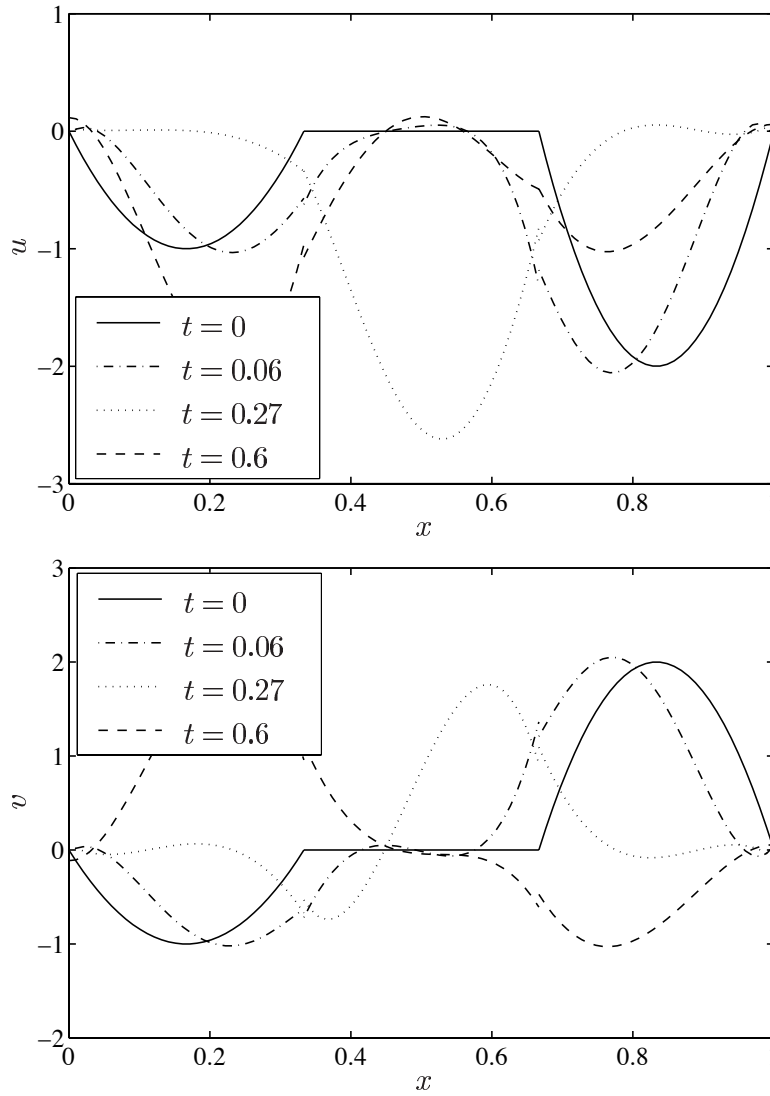 1
0
−1
−2
−3
u
t = 0
t = 0.06
t = 0.27
t = 0.6
0 0.2 0.4 0.6 0.8
x
3
2
1
0
−1
−2
v
t = 0
t = 0.06
t = 0.27
t = 0.6
0 0.2 0.4 0.6 0.8
x